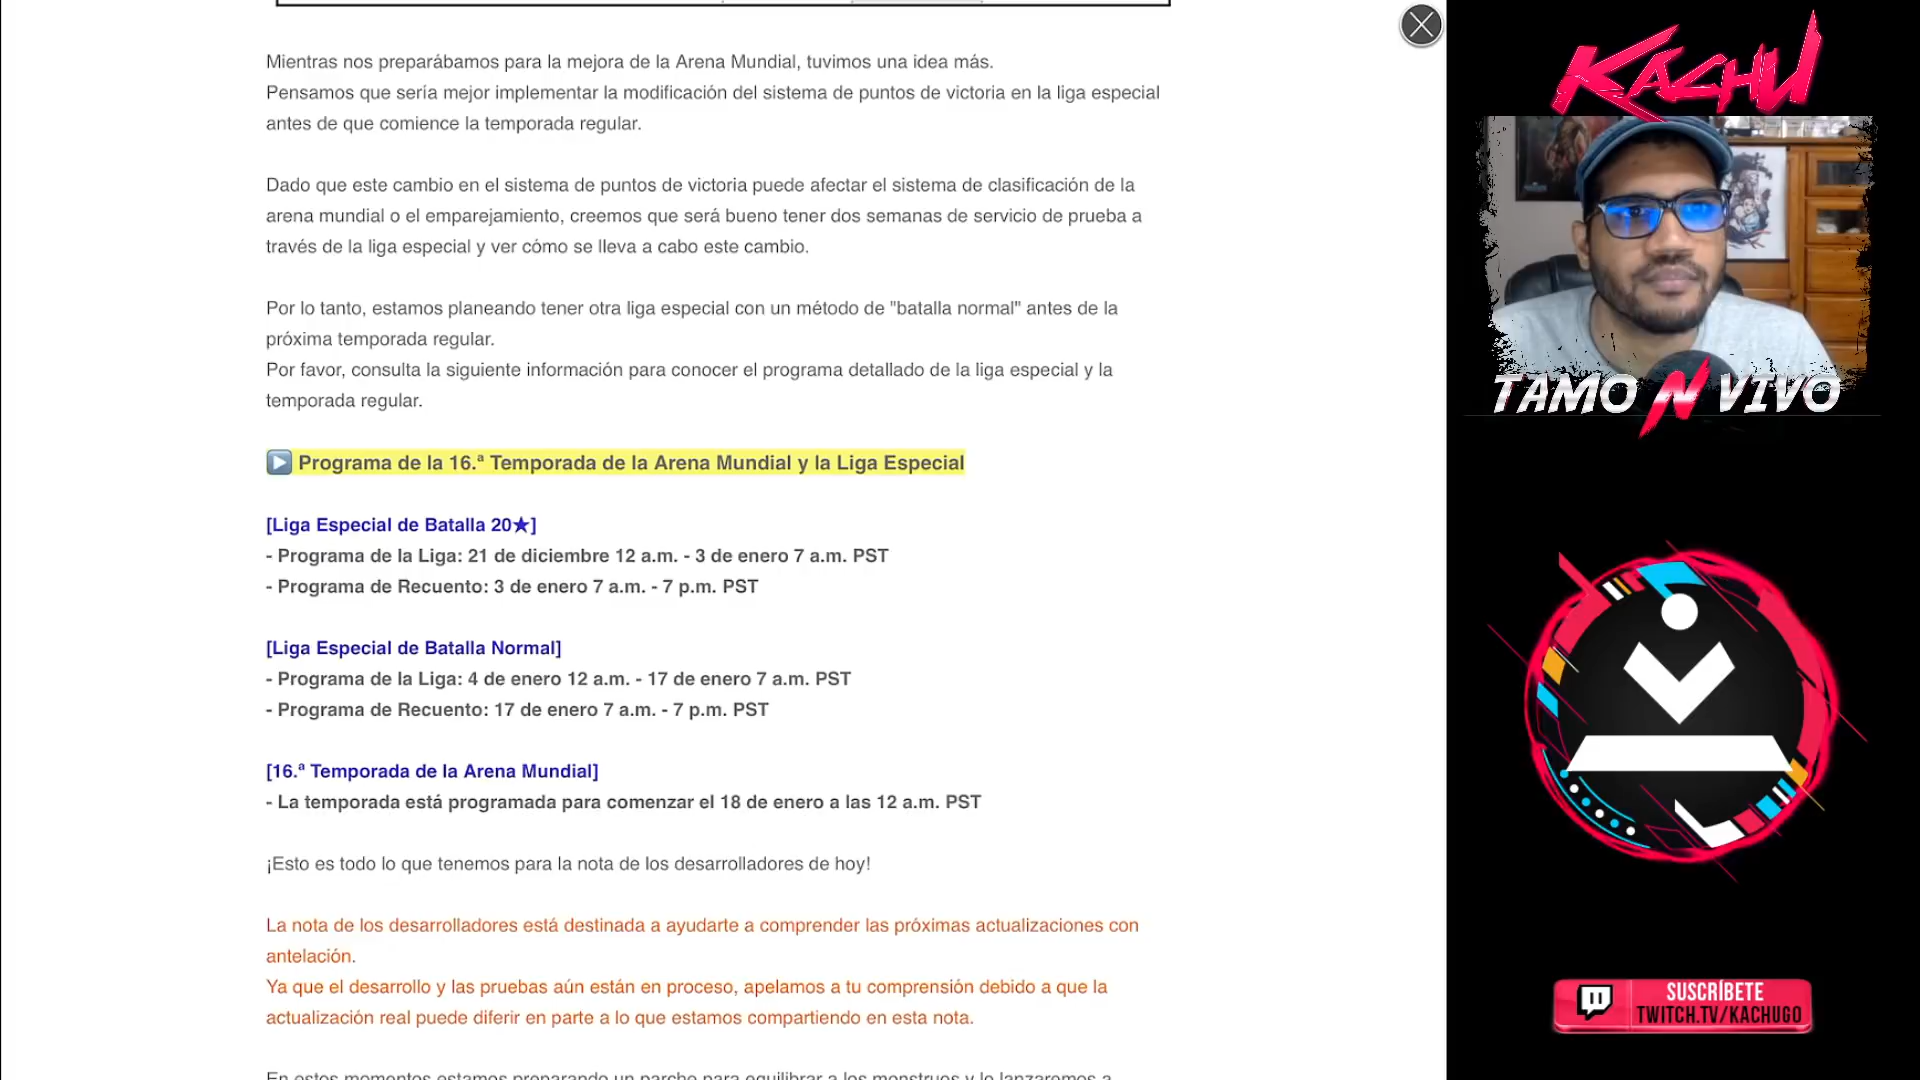 Mientras nos preparábamos para la mejora de la Arena Mundial, tuvimos una idea más.
Pensamos que sería mejor implementar la modificación del sistema de puntos de victoria en la liga especial
antes de que comience la temporada regular.
Dado que este cambio en el sistema de puntos de victoria puede afectar el sistema de clasificación de la
arena mundial o el emparejamiento, creemos que será bueno tener dos semanas de servicio de prueba a
través de la liga especial y ver cómo se lleva a cabo este cambio.
Por lo tanto, estamos planeando tener otra liga especial con un método de "batalla normal" antes de la
próxima temporada regular.
Por favor, consulta la siguiente información para conocer el programa detallado de la liga especial y la
temporada regular.
▶️ Programa de la 16.ª Temporada de la Arena Mundial y la Liga Especial
[Liga Especial de Batalla 20★]
- Programa de la Liga: 21 de diciembre 12 a.m. - 3 de enero 7 a.m. PST
- Programa de Recuento: 3 de enero 7 a.m. - 7 p.m. PST
[Liga Especial de Batalla Normal]
- Programa de la Liga: 4 de enero 12 a.m. - 17 de enero 7 a.m. PST
- Programa de Recuento: 17 de enero 7 a.m. - 7 p.m. PST
[16.ª Temporada de la Arena Mundial]
- La temporada está programada para comenzar el 18 de enero a las 12 a.m. PST
¡Esto es todo lo que tenemos para la nota de los desarrolladores de hoy!
La nota de los desarrolladores está destinada a ayudarte a comprender las próximas actualizaciones con
antelación.
Ya que el desarrollo y las pruebas aún están en proceso, apelamos a tu comprensión debido a que la
actualización real puede diferir en parte a lo que estamos compartiendo en esta nota.
En estos momentos estamos preparando un parche para equilibrar a los monstruos y lo lanzaremos a
KACHU
TAMO N VIVO
SUSCRÍBETE
TWITCH.TV/KACHUGO